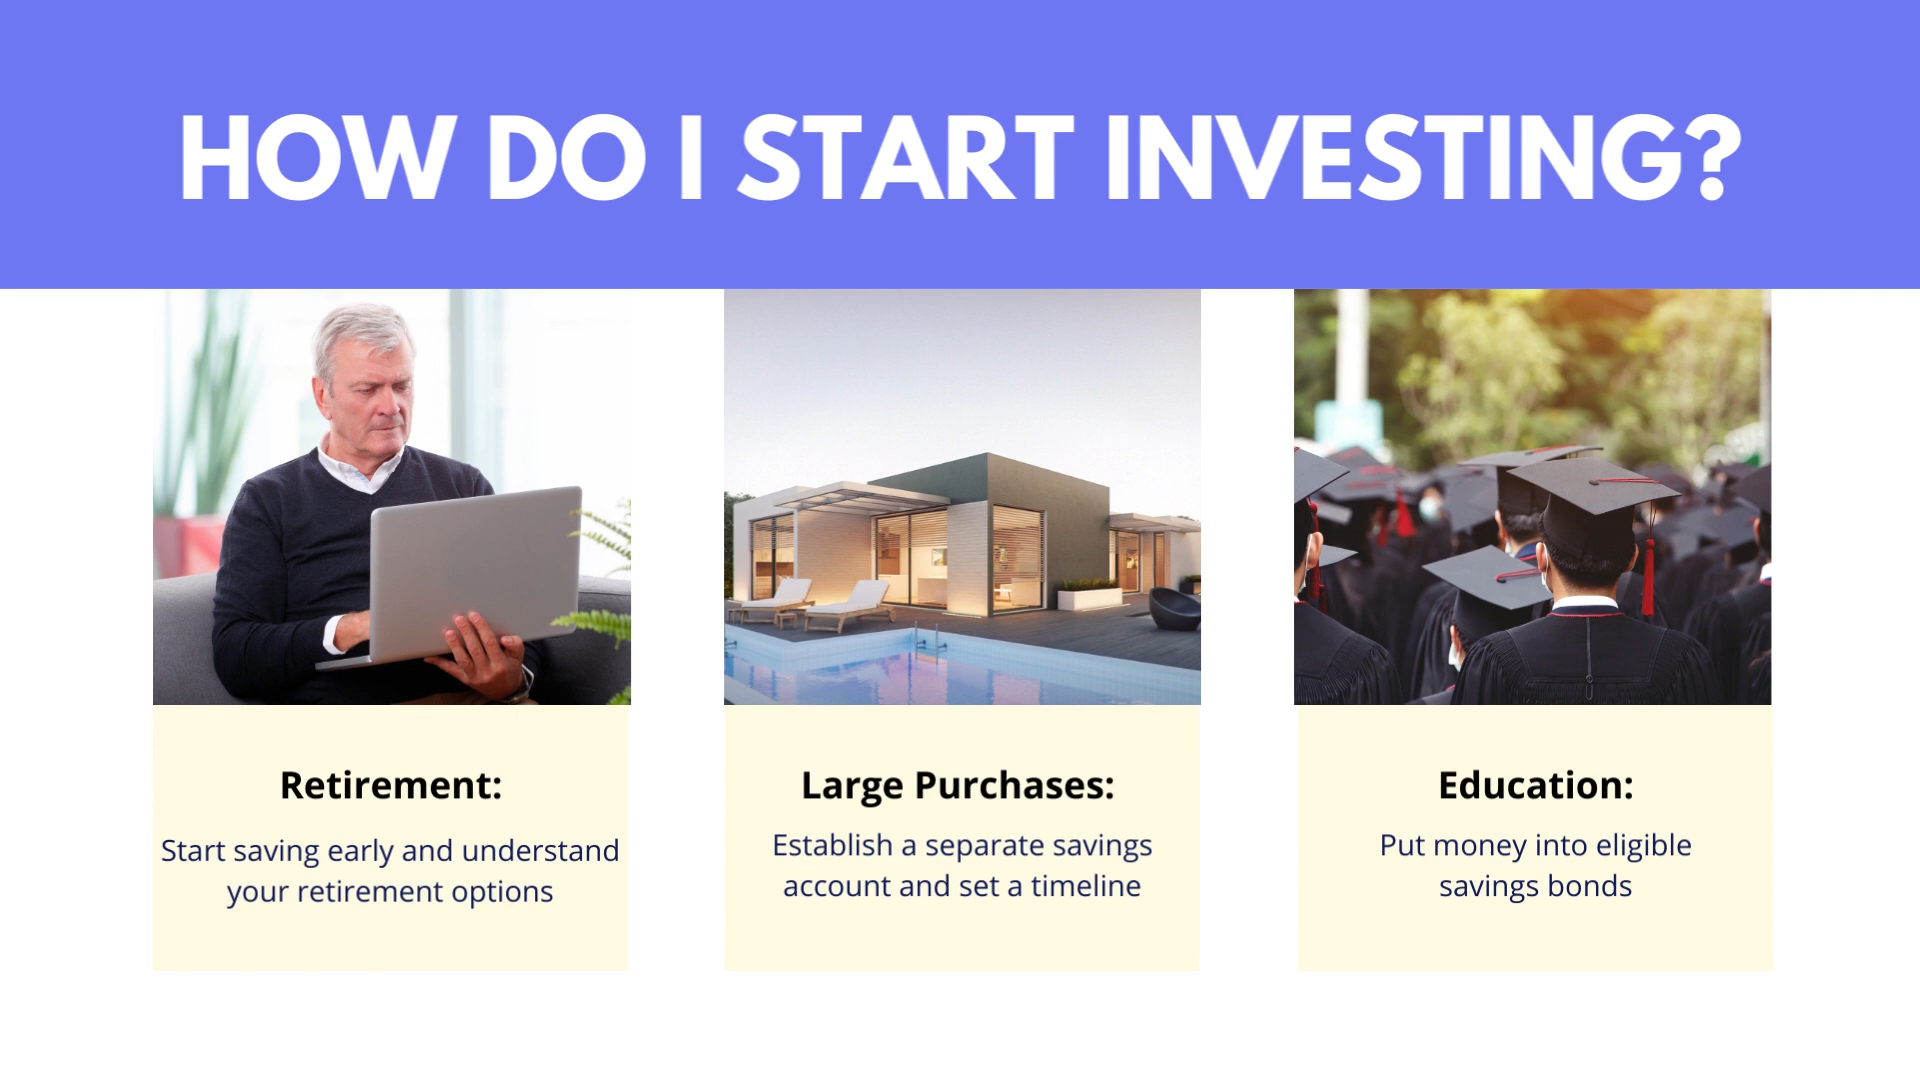 HOW DO I START INVESTING?
Retirement:
Start saving early and understand
your retirement options
Large Purchases:
Establish a separate savings
account and set a timeline
Education:
Put money into eligible
savings bonds